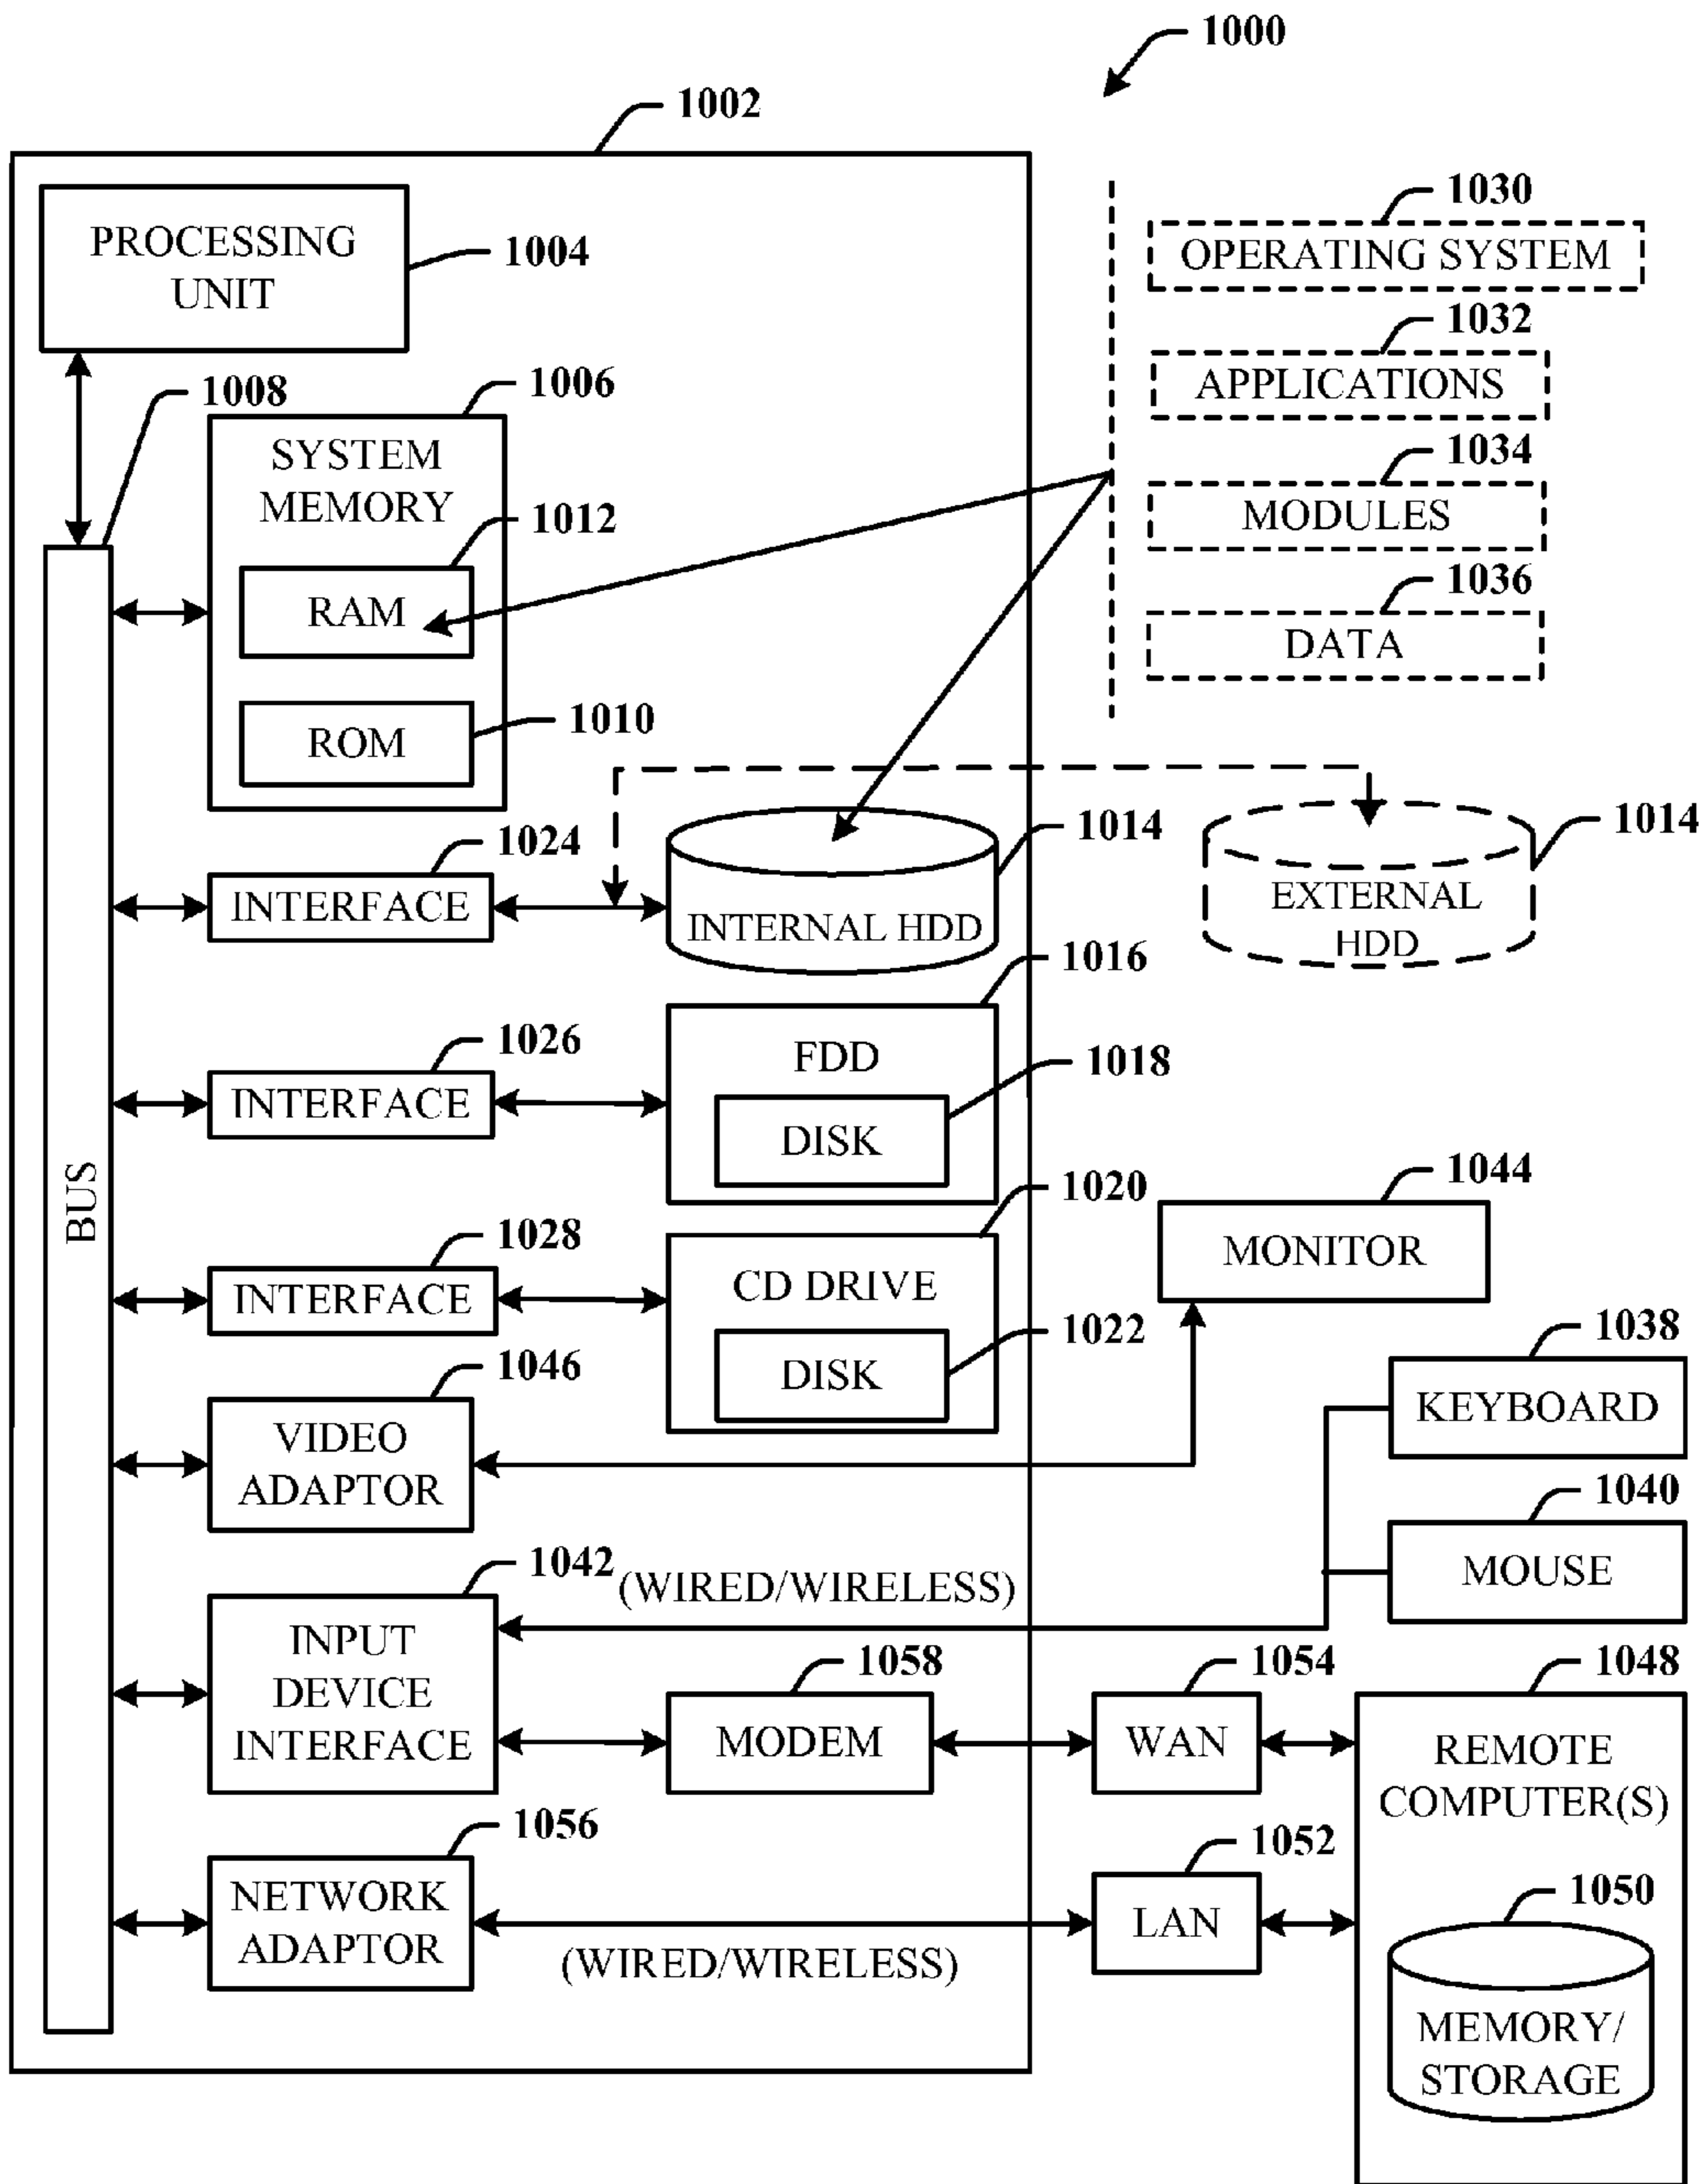 1000
1002
PROCESSING
UNIT
1004
1030
OPERATING SYSTEM
1032
APPLICATIONS
1034
MODULES
1036
DATA
1008
1006
SYSTEM
MEMORY
1012
RAM
1010
ROM
1024
INTERFACE
1014
INTERNAL HDD
1014
EXTERNAL
HDD
1016
FDD
1026
INTERFACE
1018
DISK
BUS
1020
CD DRIVE
1028
INTERFACE
1022
DISK
1044
MONITOR
1046
VIDEO
ADAPTOR
1038
KEYBOARD
1040
MOUSE
1042
(WIRED/WIRELESS)
INPUT
DEVICE
INTERFACE
1058
MODEM
1054
WAN
1048
REMOTE
COMPUTER(S)
1056
NETWORK
ADAPTOR
(WIRED/WIRELESS)
1052
LAN
1050
MEMORY/
STORAGE